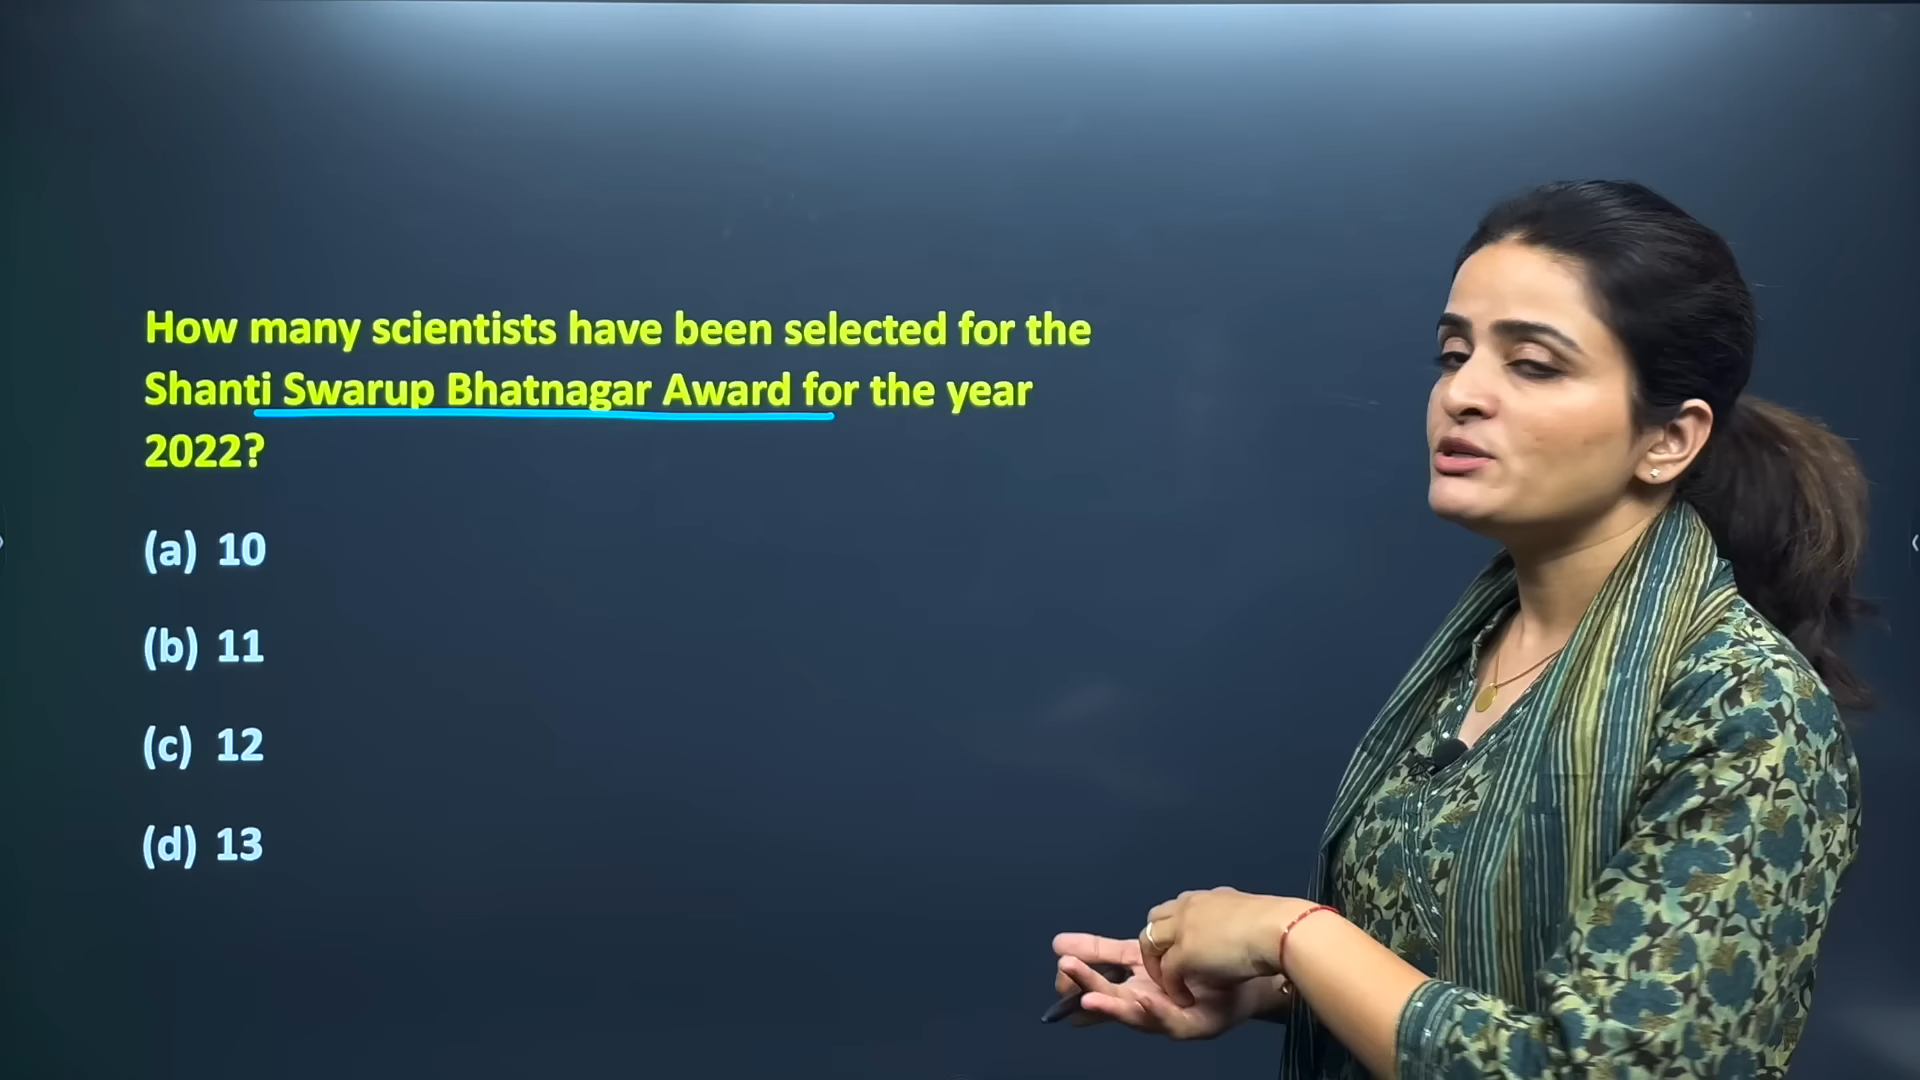 How many scientists have been selected for the
Shanti Swarup Bhatnagar Award for the year
2022?
(a) 10
(b) 11
(c) 12
(d) 13